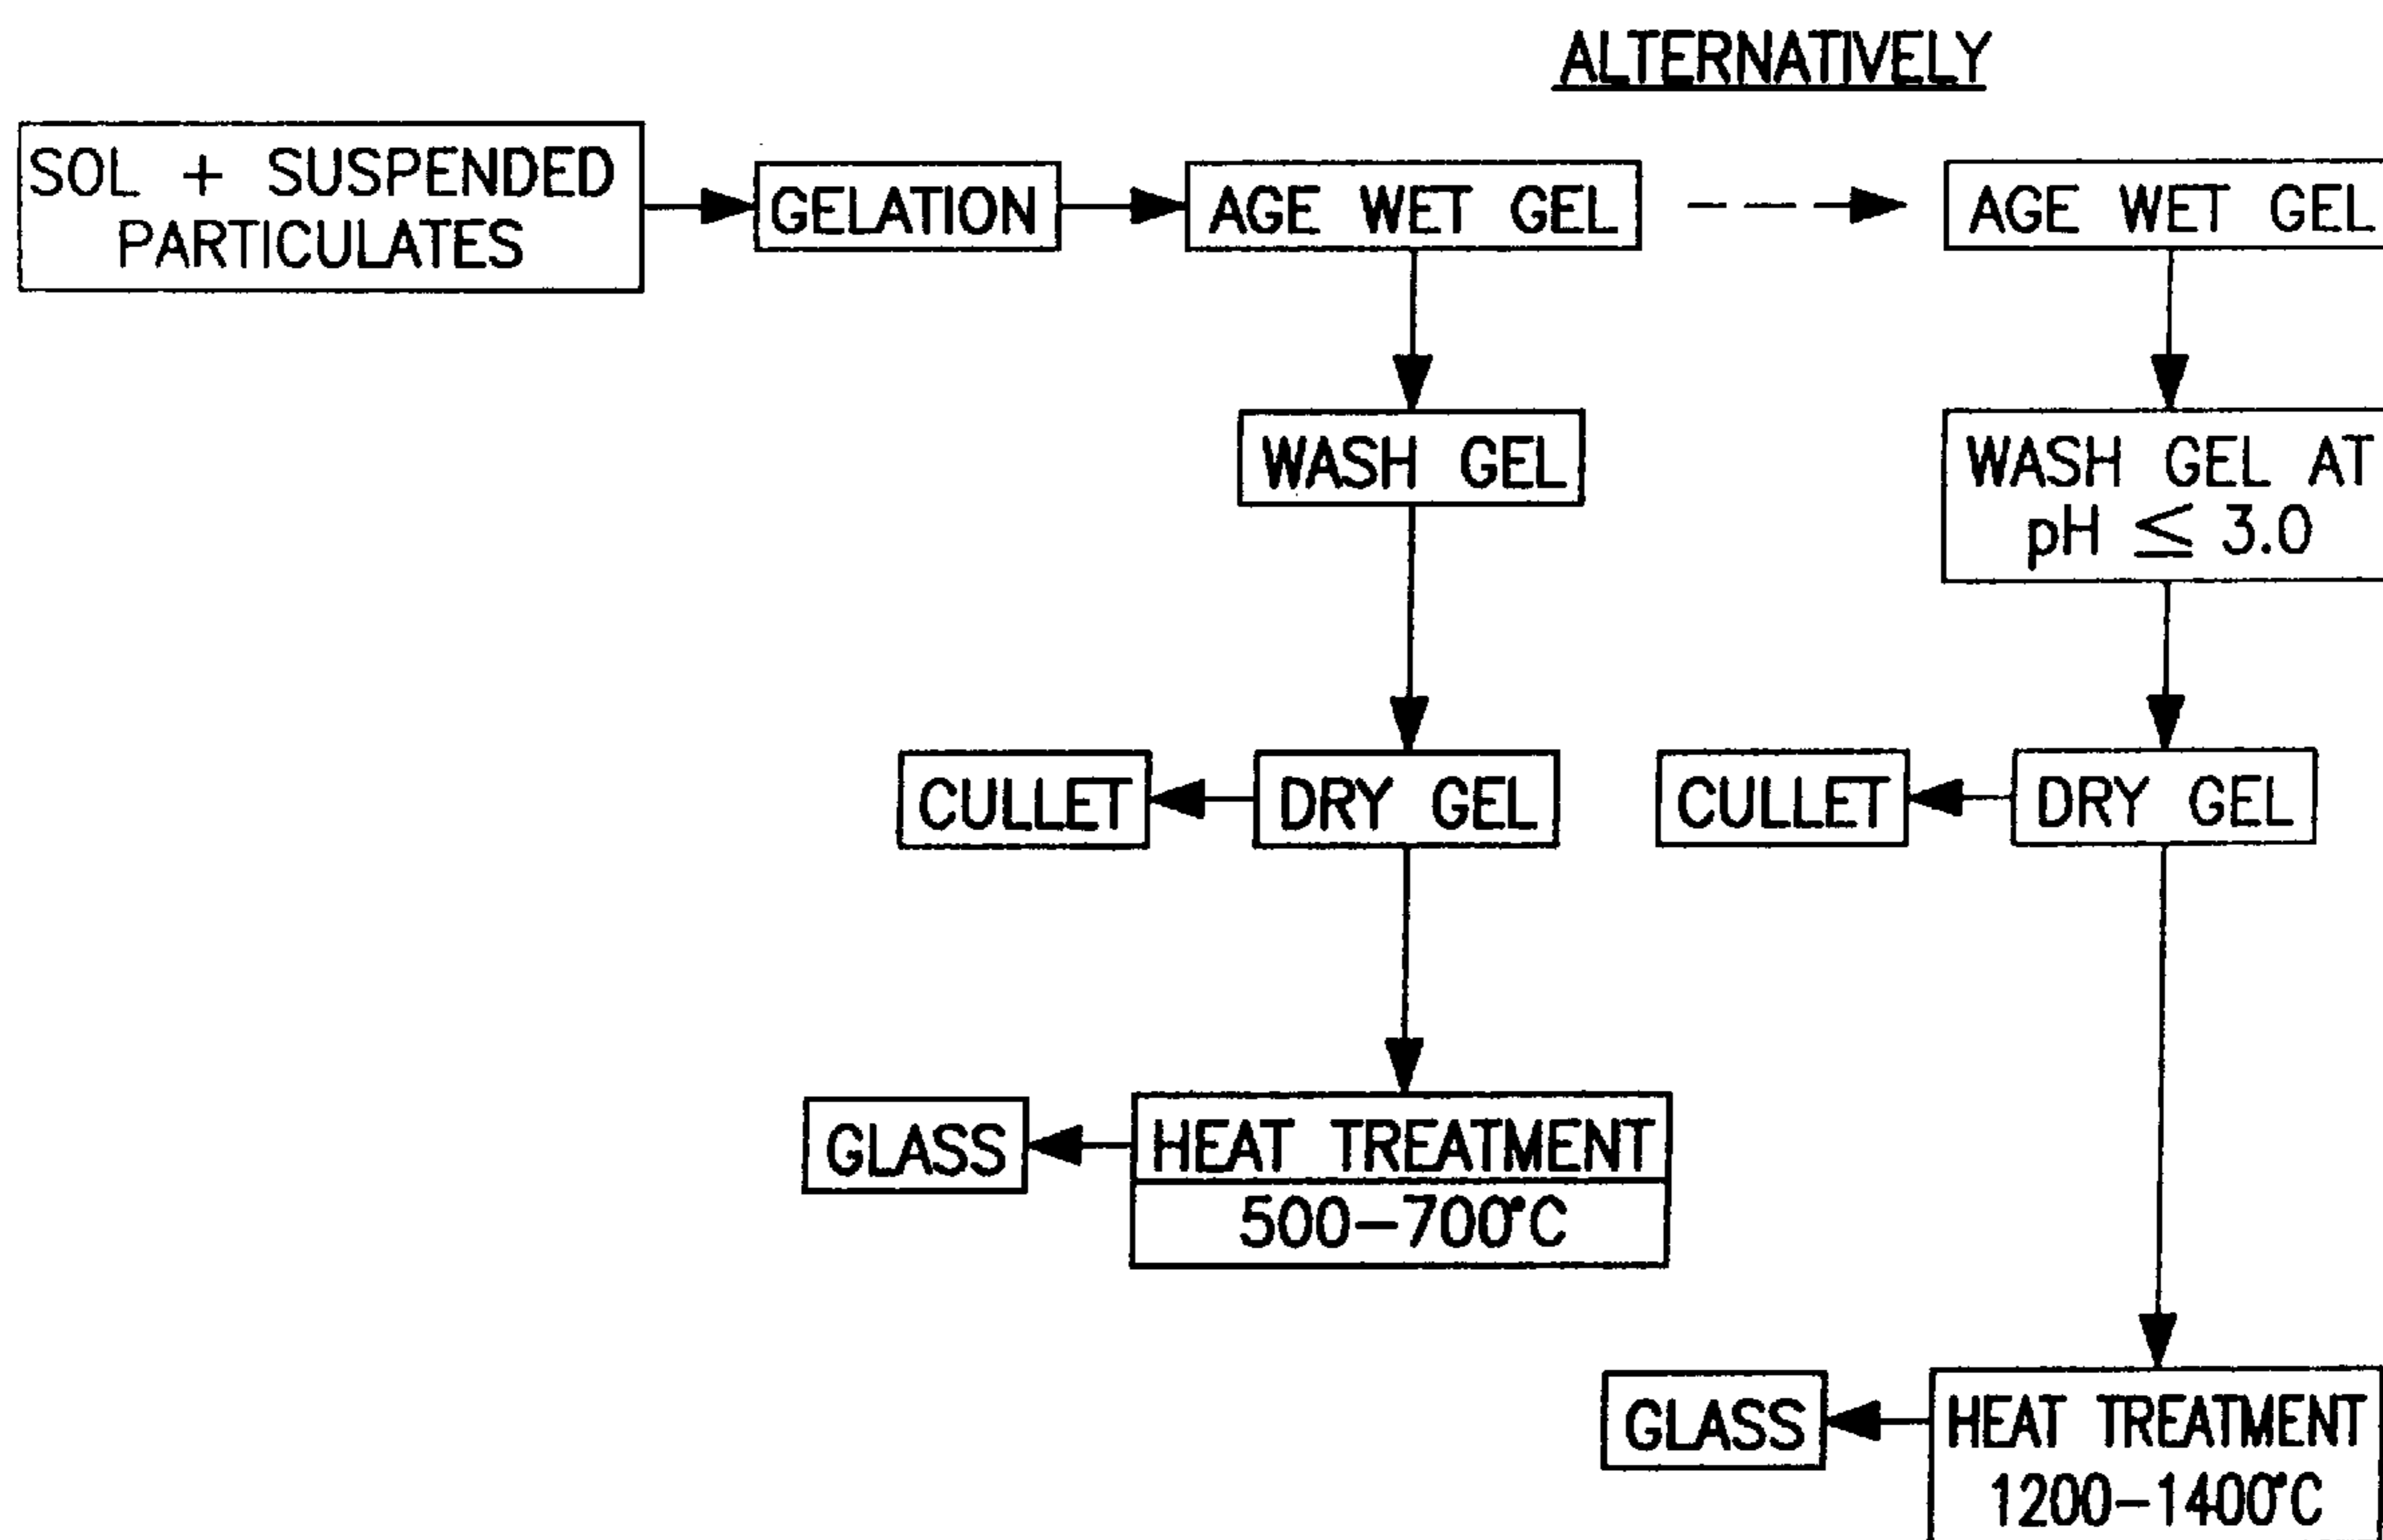 ALTERNATIVELY
SOL + SUSPENDED
PARTICULATES
GELATION
AGE WET GEL
AGE WET GEL
WASH GEL
WASH GEL AT
pH ≤ 3.0
CULLET
DRY GEL
CULLET
DRY GEL
GLASS
HEAT TREATMENT
500-700°C
GLASS
HEAT TREATMENT
1200-1400°C